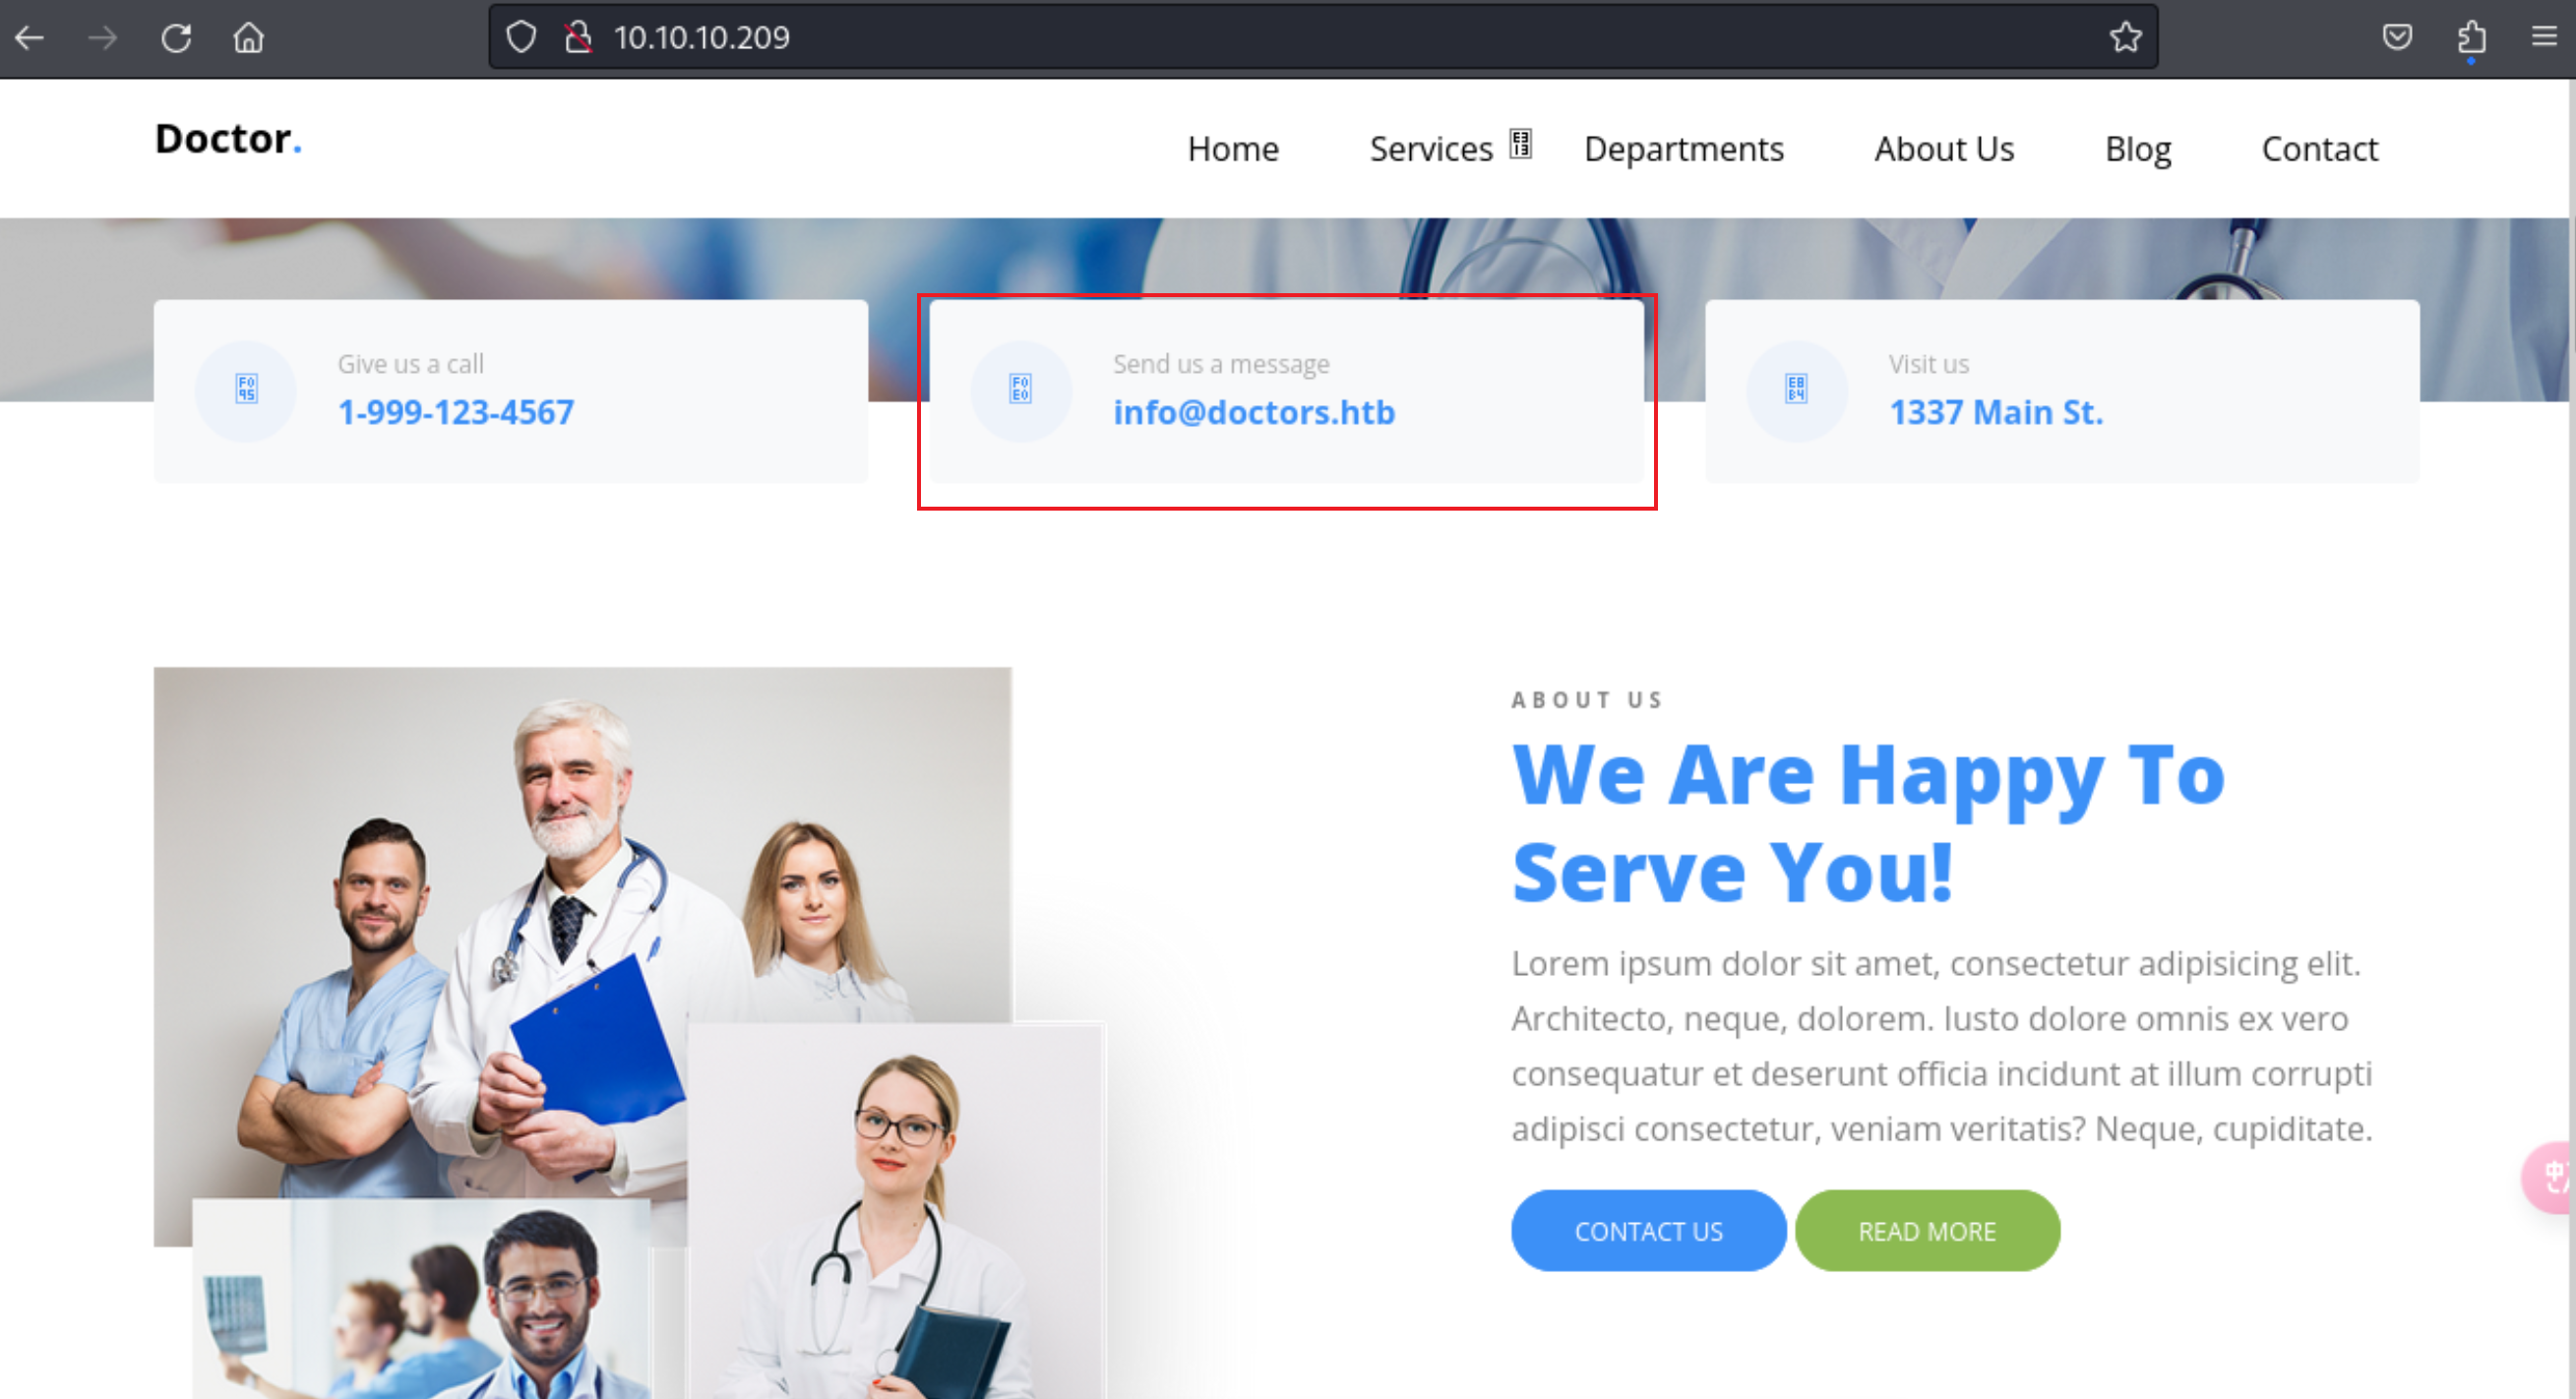 10.10.10.209
Doctor.
Home Services Departments About Us Blog Contact
Give us a call
1-999-123-4567
Send us a message
info@doctors.htb
Visit us
1337 Main St.
ABOUT US
We Are Happy To
Serve You!
Lorem ipsum dolor sit amet, consectetur adipisicing elit.
Architecto, neque, dolorem. Iusto dolore omnis ex vero
consequatur et deserunt officia incidunt at illum corrupti
adipisci consectetur, veniam veritatis? Neque, cupiditate.
CONTACT US READ MORE